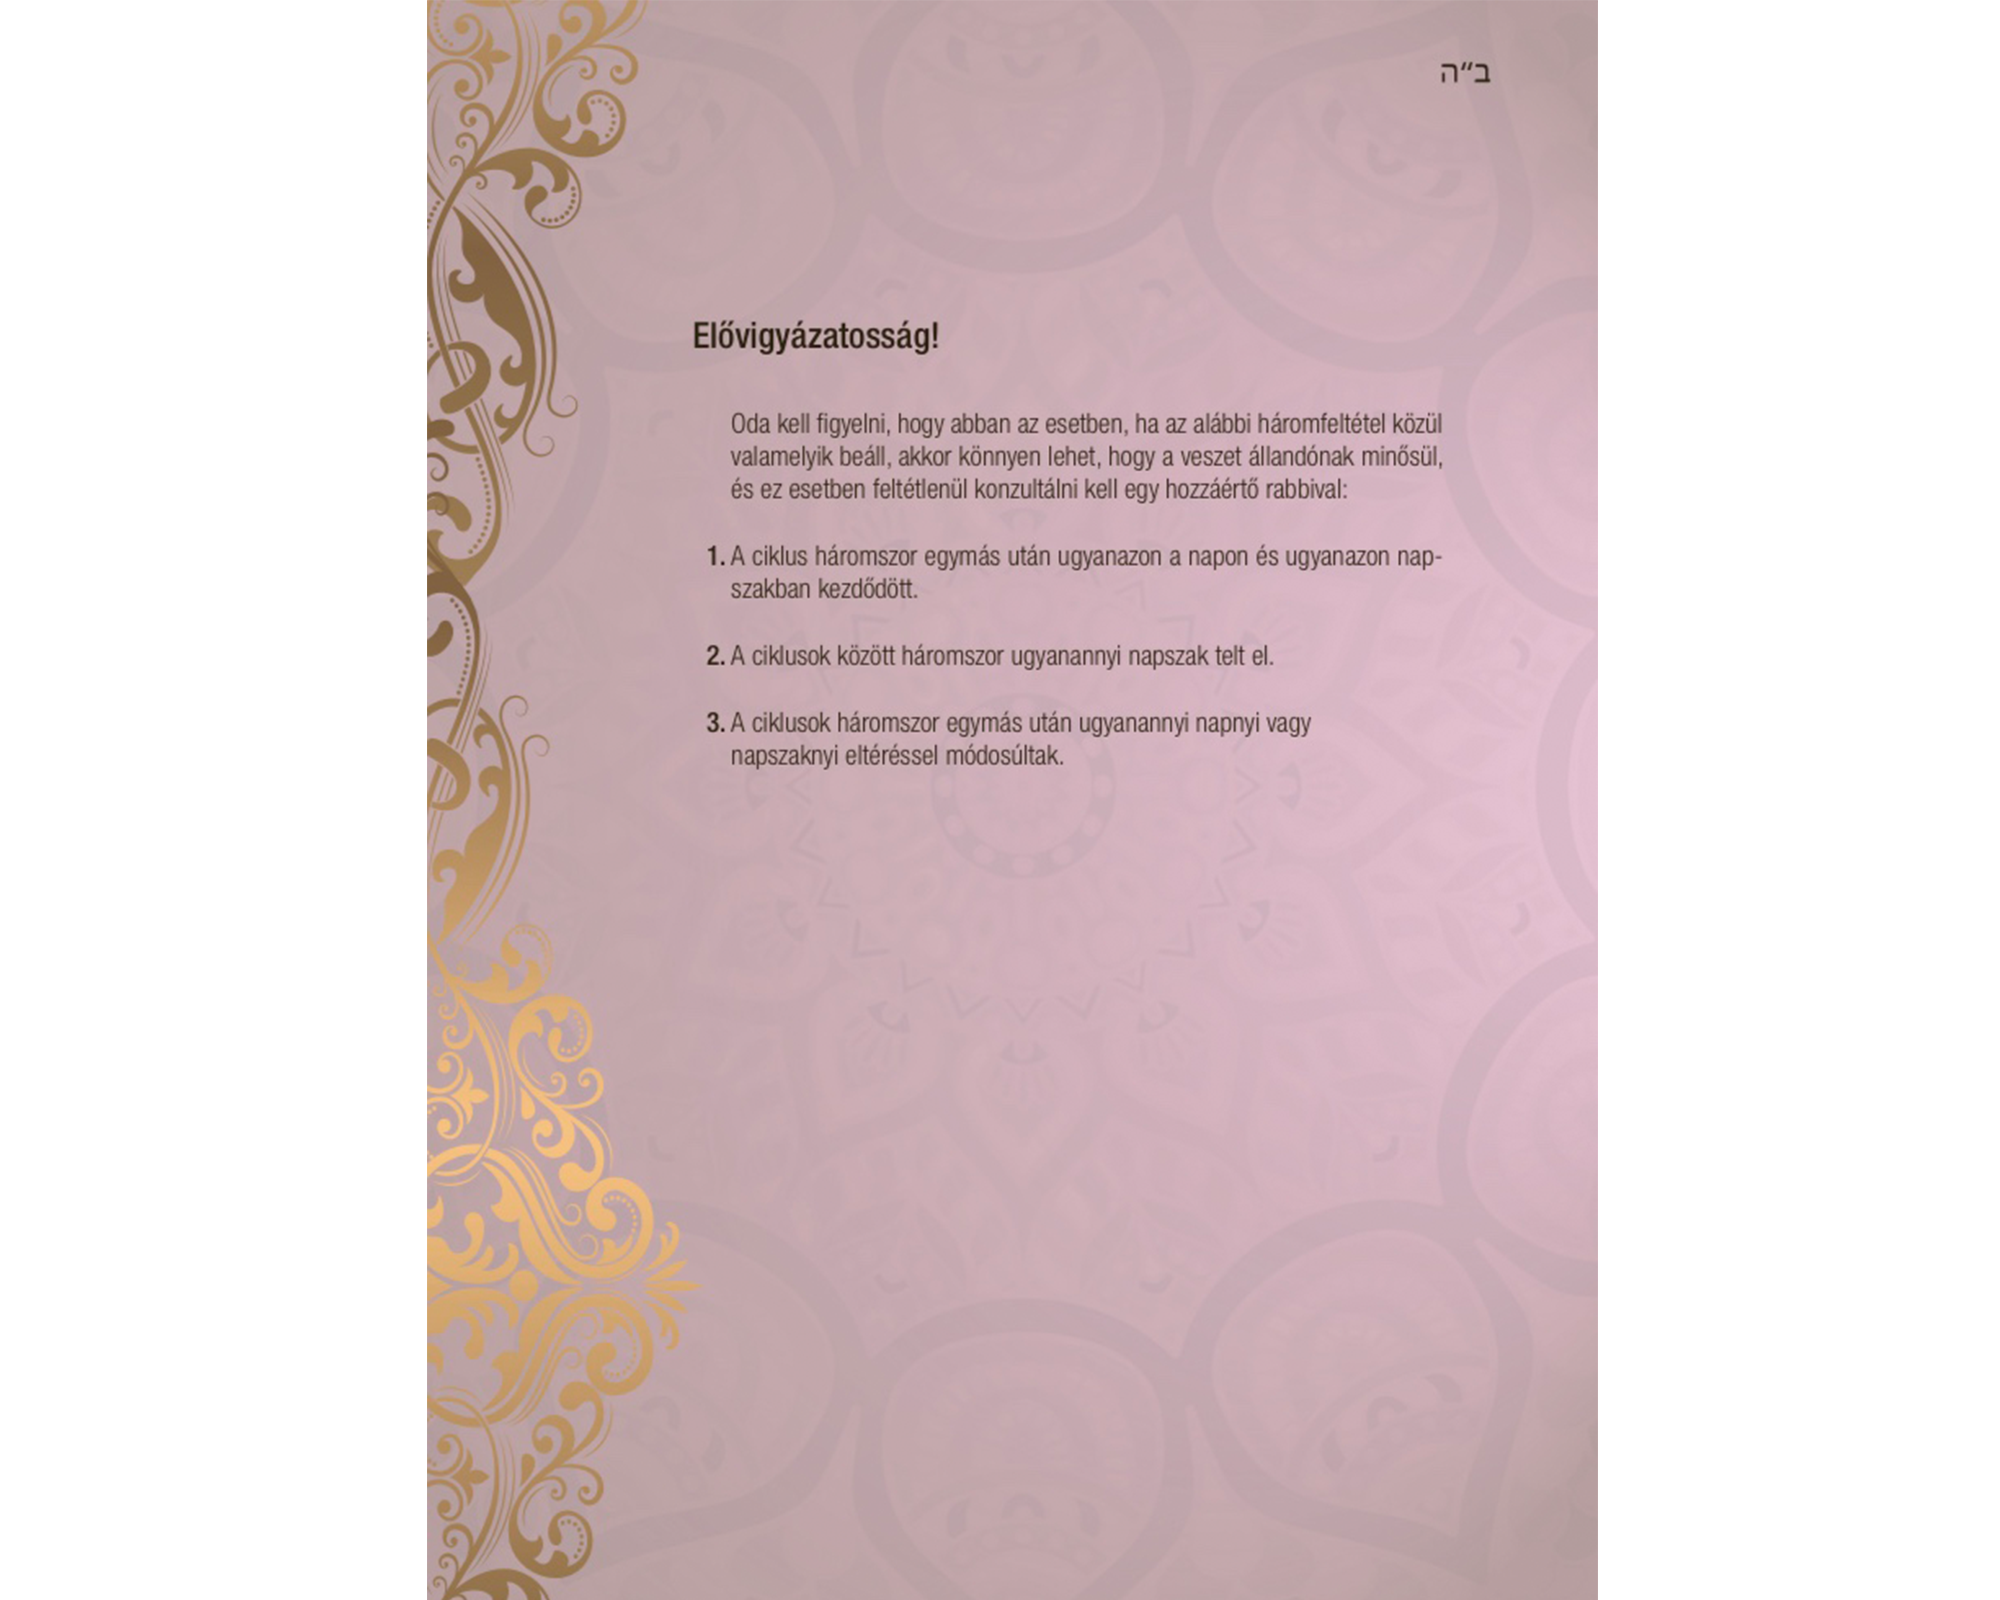 ב"ה
Elővigyázatosság!
Oda kell figyelni, hogy abban az esetben, ha az alábbi háromfeltétel közül
valamelyik beáll, akkor könnyen lehet, hogy a veszet állandónak minősül,
és ez esetben feltétlenül konzultálni kell egy hozzáértő rabbival:
1. A ciklus háromszor egymás után ugyanazon a napon és ugyanazon nap-
szakban kezdődött.
2. A ciklusok között háromszor ugyanannyi napszak telt el.
3. A ciklusok háromszor egymás után ugyanannyi napnyi vagy
napszaknyi eltéréssel módosúltak.